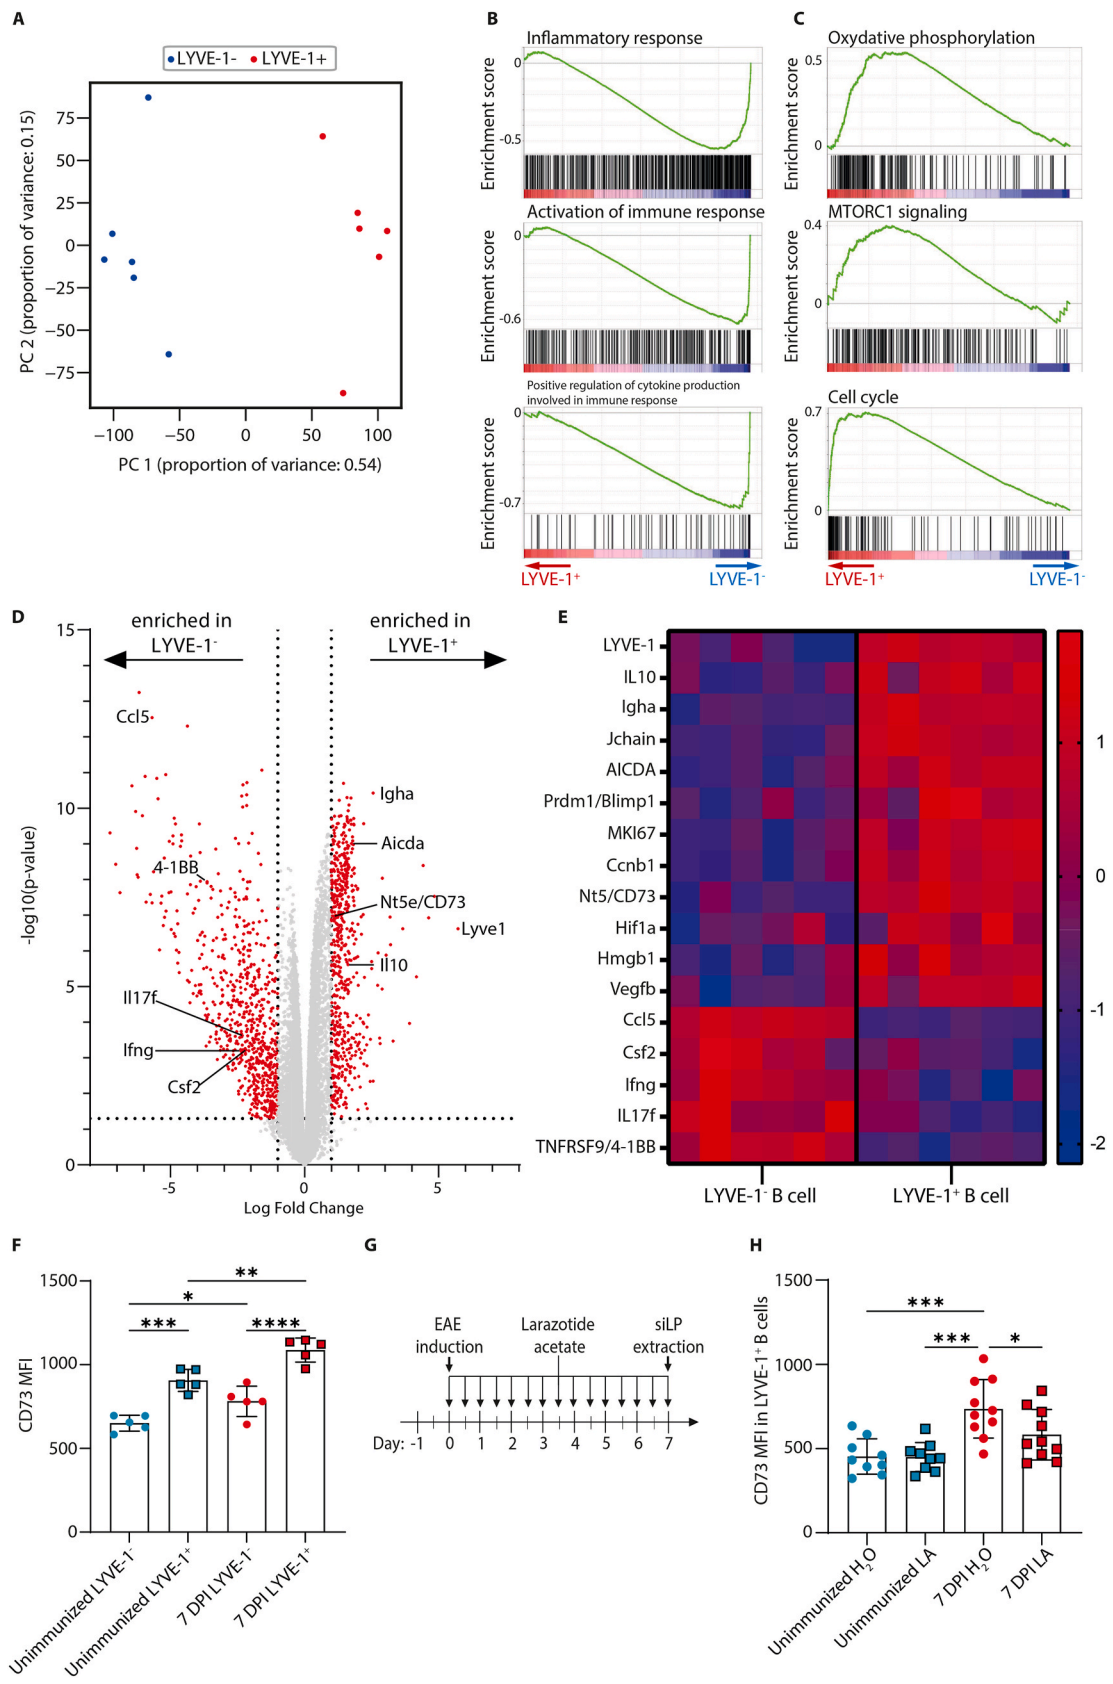 A
LYVE-1- LYVE-1+
PC 2 (proportion of variance: 0.15)
75
50
25
0
−25
−50
−75
−100 −50 0 50 100
PC 1 (proportion of variance: 0.54)
B
Inflammatory response
Enrichment score
0
-0.5
Activation of immune response
Enrichment score
0
-0.6
Positive regulation of cytokine production
involved in immune response
Enrichment score
0
-0.7
LYVE-1+ LYVE-1-
C
Oxydative phosphorylation
Enrichment score
0.5
0
MTORC1 signaling
Enrichment score
0.4
0
Cell cycle
Enrichment score
0.7
0
LYVE-1+ LYVE-1-
D
enriched in
LYVE-1-
enriched in
LYVE-1+
-log10(p-value)
15
10
5
0
Ccl5
Igha
Aicda
4-1BB
Nt5e/CD73
Lyve1
Il10
Il17f
Ifng
Csf2
-5 0 5
Log Fold Change
E
LYVE-1
IL10
Igha
Jchain
AICDA
Prdm1/Blimp1
MKI67
Ccnb1
Nt5/CD73
Hif1a
Hmgb1
Vegfb
Ccl5
Csf2
Ifng
IL17f
TNFRSF9/4-1BB
LYVE-1- B cell LYVE-1+ B cell
1
0
-1
-2
F
CD73 MFI
1500
1000
500
0
**
*
*** ****
Unimmunized LYVE-1-
Unimmunized LYVE-1+
7 DPI LYVE-1-
7 DPI LYVE-1+
G
EAE
induction
Larazotide
acetate
siLP
extraction
Day: -1 0 1 2 3 4 5 6 7
H
CD73 MFI in LYVE-1+ B cells
1500
1000
500
0
***
*** *
Unimmunized H2O
Unimmunized LA
7 DPI H2O
7 DPI LA